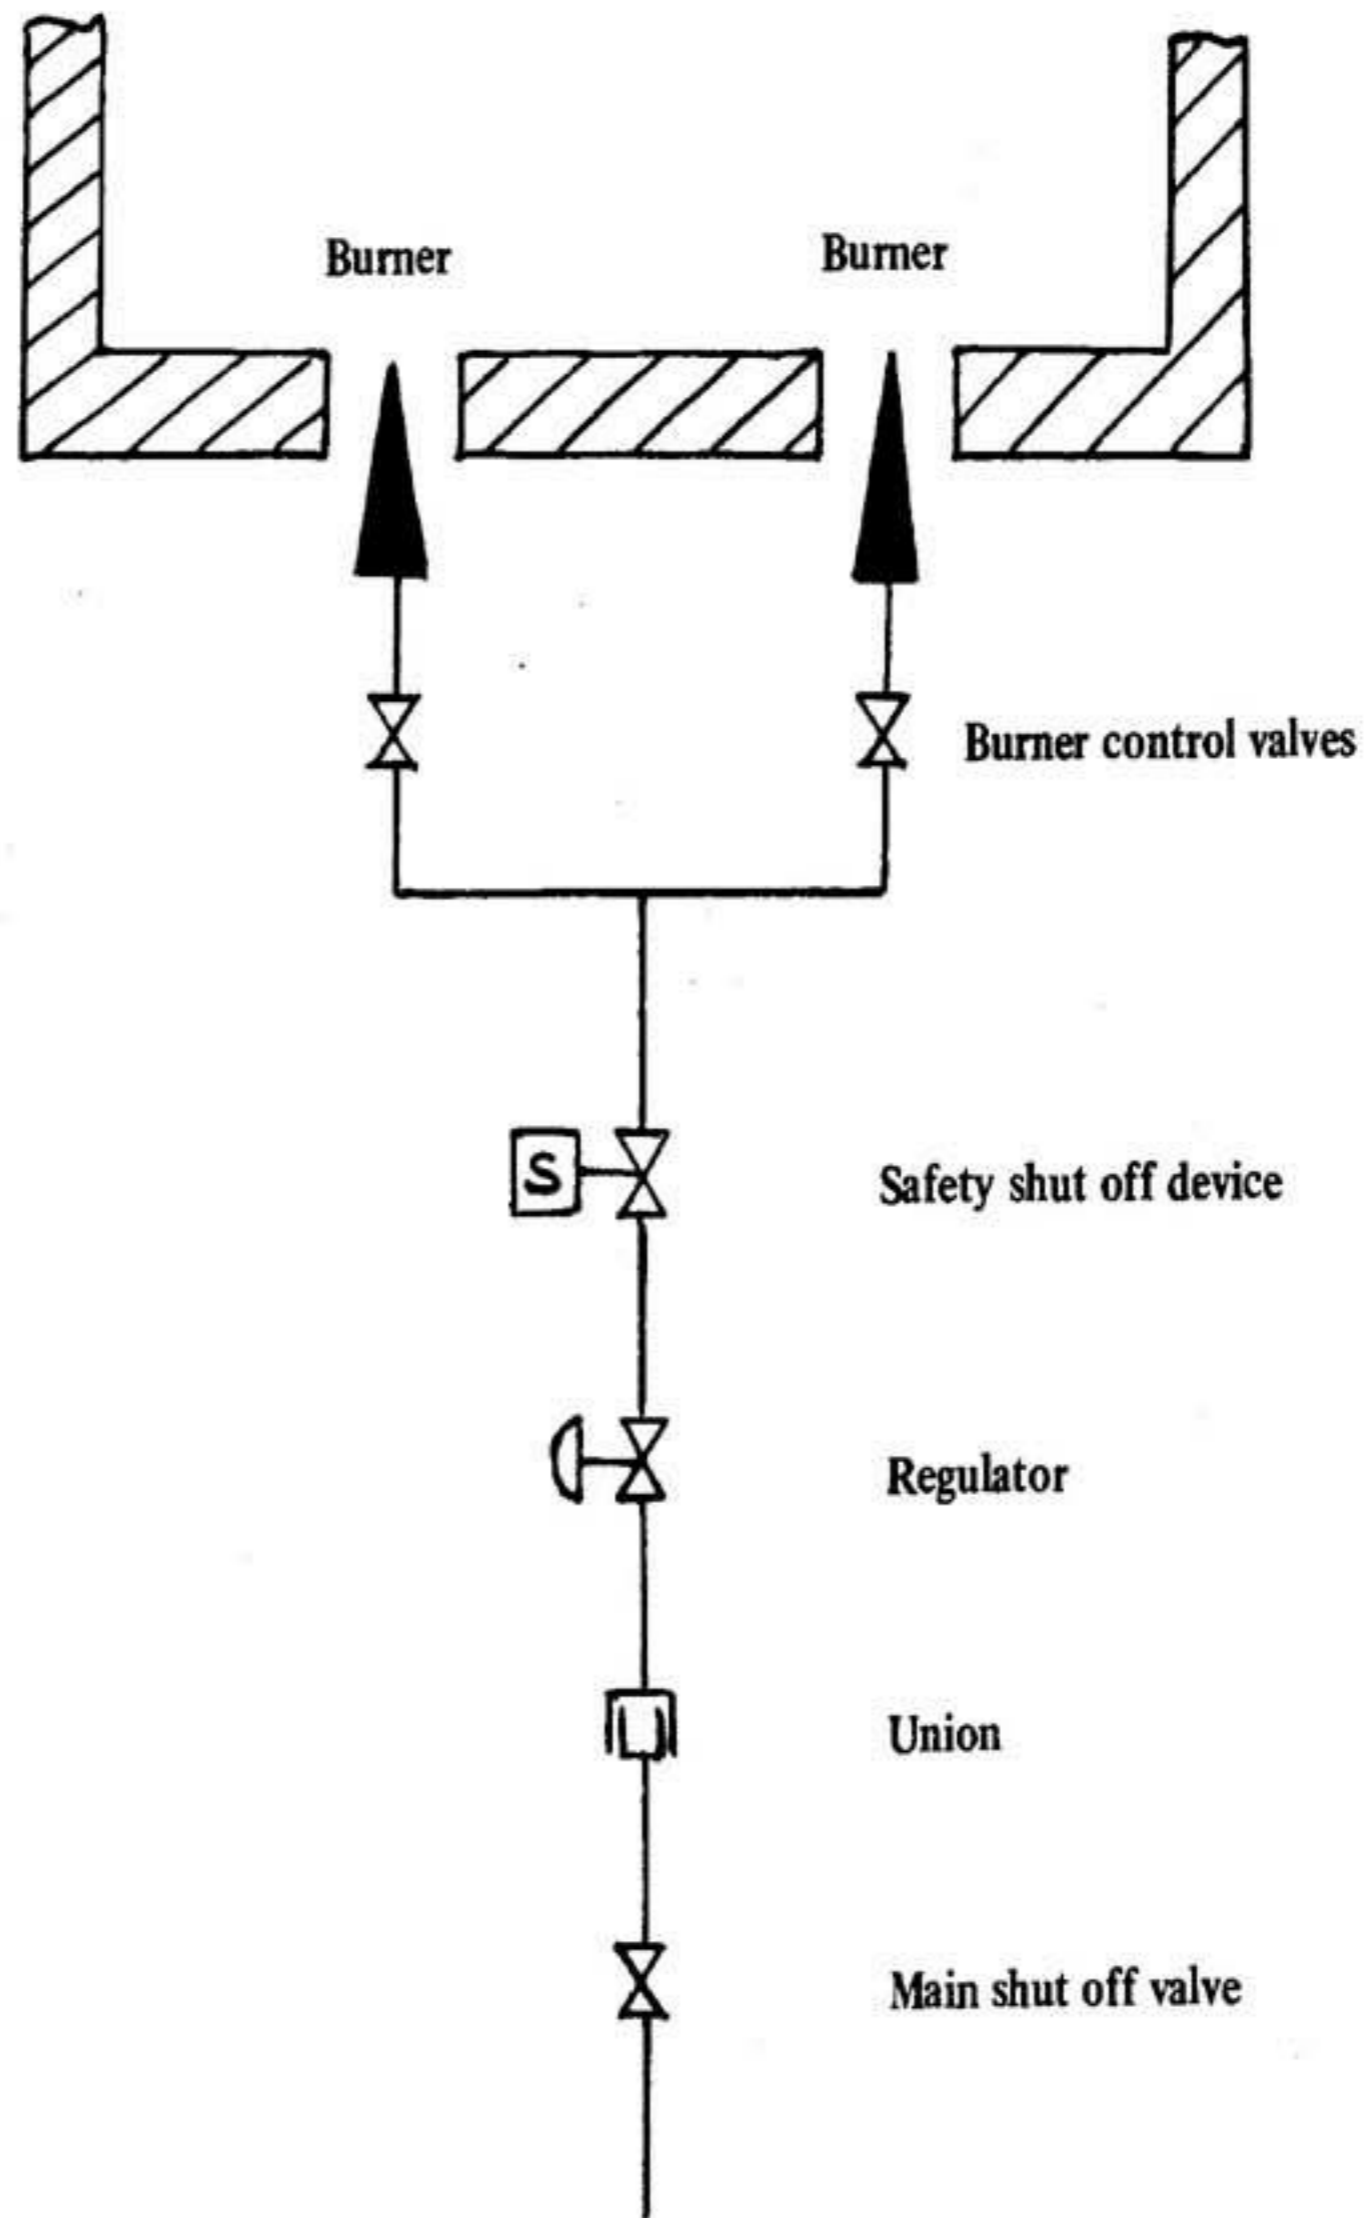 Burner
Burner
Burner control valves
S
Safety shut off device
Regulator
Union
Main shut off valve